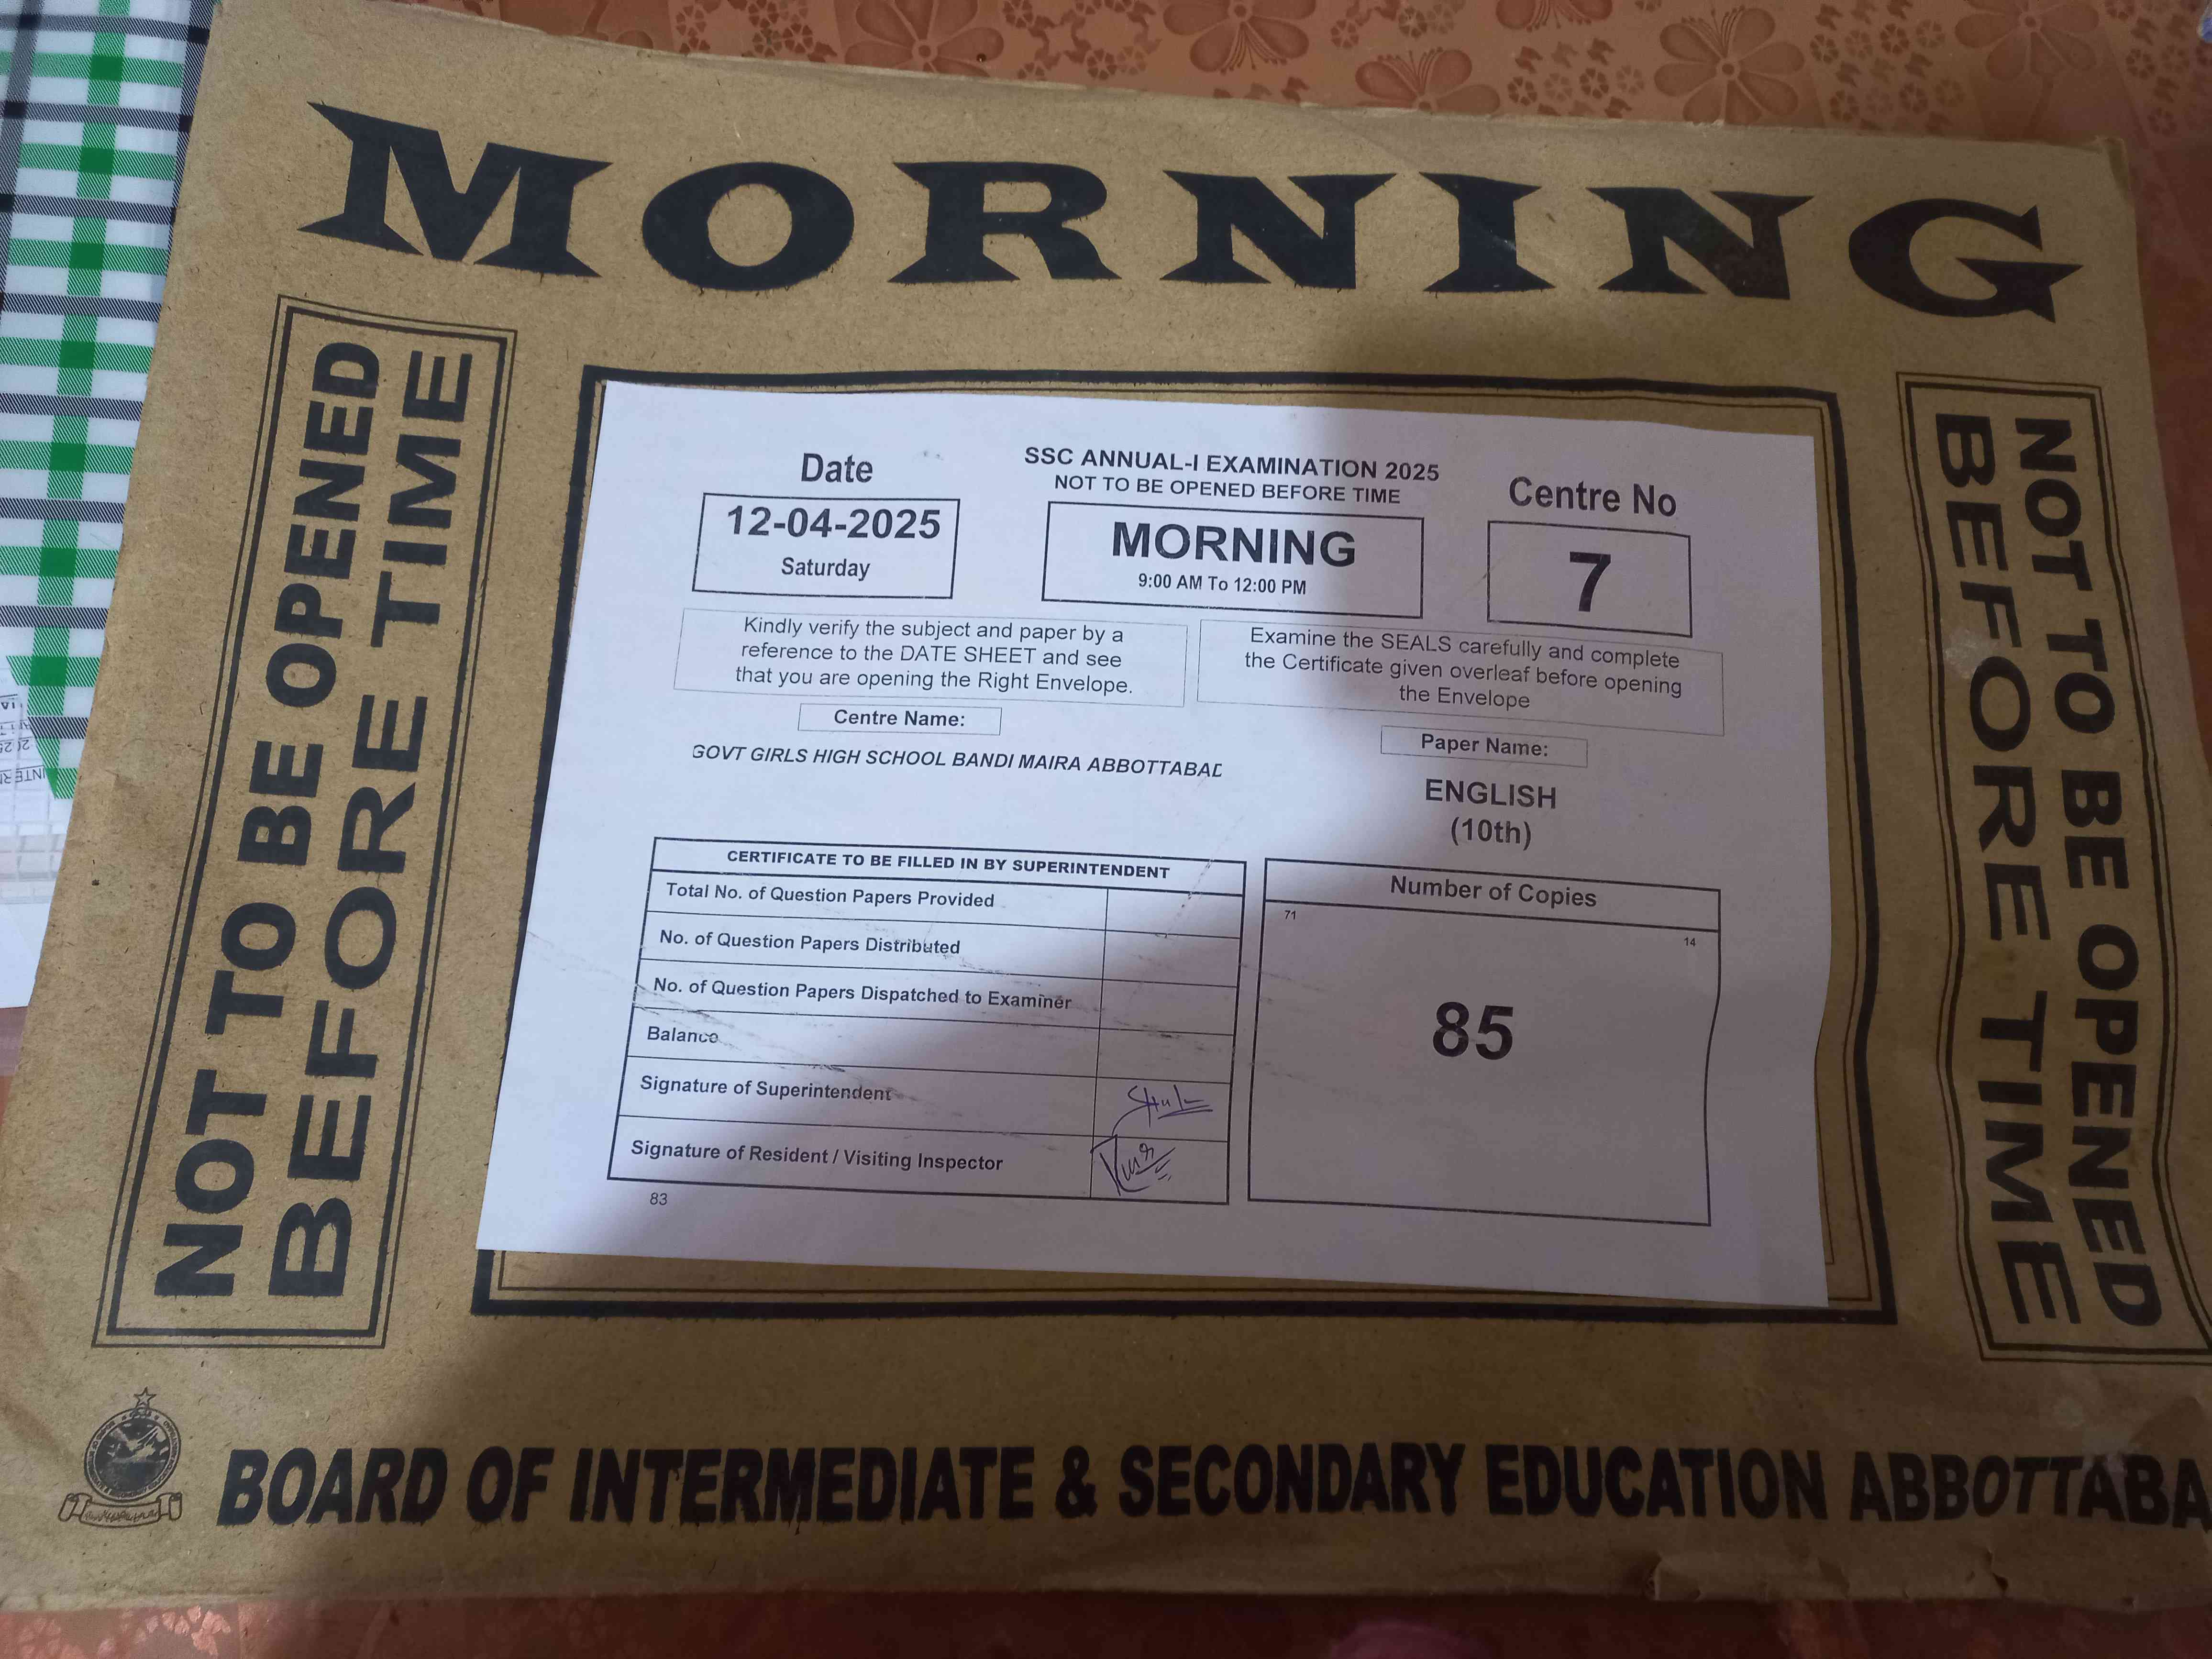 MORNING
NOT TO BE OPENED
BEFORE TIME
Date
12-04-2025
Saturday
SSC ANNUAL-I EXAMINATION 2025
NOT TO BE OPENED BEFORE TIME
MORNING
9:00 AM To 12:00 PM
Centre No
7
Kindly verify the subject and paper by a
reference to the DATE SHEET and see
that you are opening the Right Envelope.
Examine the SEALS carefully and complete
the Certificate given overleaf before opening
the Envelope
Centre Name:
GOVT GIRLS HIGH SCHOOL BANDI MAIRA ABBOTTABAD
Paper Name:
ENGLISH
(10th)
CERTIFICATE TO BE FILLED IN BY SUPERINTENDENT
Total No. of Question Papers Provided
No. of Question Papers Distributed
No. of Question Papers Dispatched to Examiner
Balance
Signature of Superintendent
Signature of Resident / Visiting Inspector
83
Number of Copies
71
14
85
NOT TO BE OPENED
BEFORE TIME
BOARD OF INTERMEDIATE & SECONDARY EDUCATION ABBOTTABA